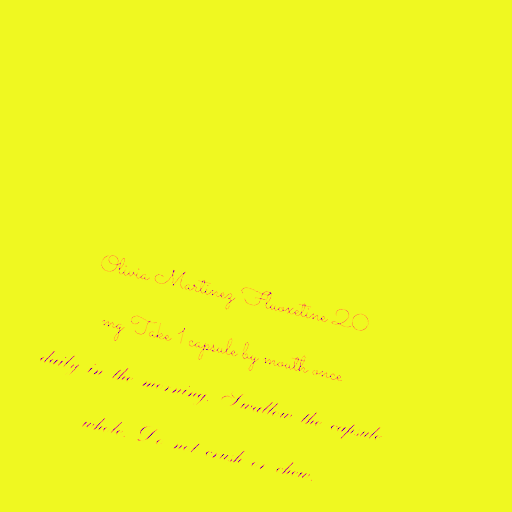 Olivia Martinez Fluoxetine 20
mg Take 1 capsule by mouth once
daily in the morning. Swallow the capsule
whole. Do not crush or chew.